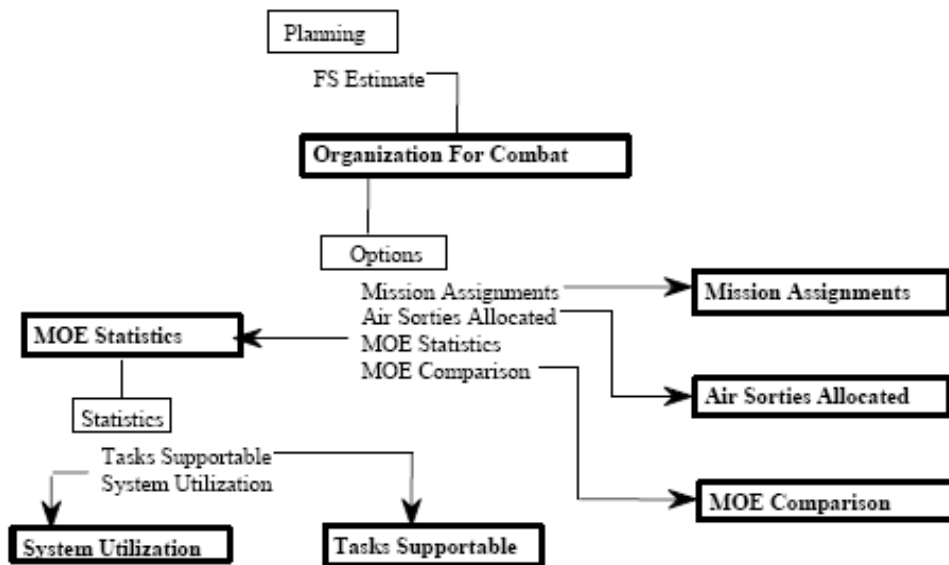 Planning
FS Estimate
Organization For Combat
Options
Mission Assignments
Mission Assignments
Air Sorties Allocated
MOE Statistics
MOE Statistics
MOE Comparison
Air Sorties Allocated
Statistics
Tasks Supportable
System Utilization
MOE Comparison
System Utilization
Tasks Supportable